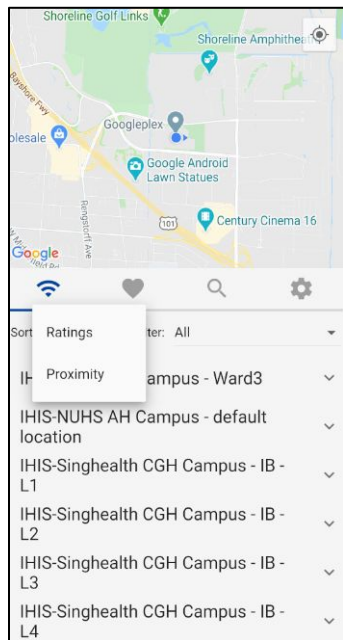 Shoreline Golf Links
Shoreline Amphithea
Bayshore Fwy
Googleplex
olesale
Google Android
Lawn Statues
Rengstorff Ave
101
Century Cinema 16
Google
Sort
Ratings
ter: All
Proximity
IH
ampus - Ward3
IHIS-NUHS AH Campus - default
location
IHIS-Singhealth CGH Campus - IB -
L1
IHIS-Singhealth CGH Campus - IB -
L2
IHIS-Singhealth CGH Campus - IB -
L3
IHIS-Singhealth CGH Campus - IB -
L4